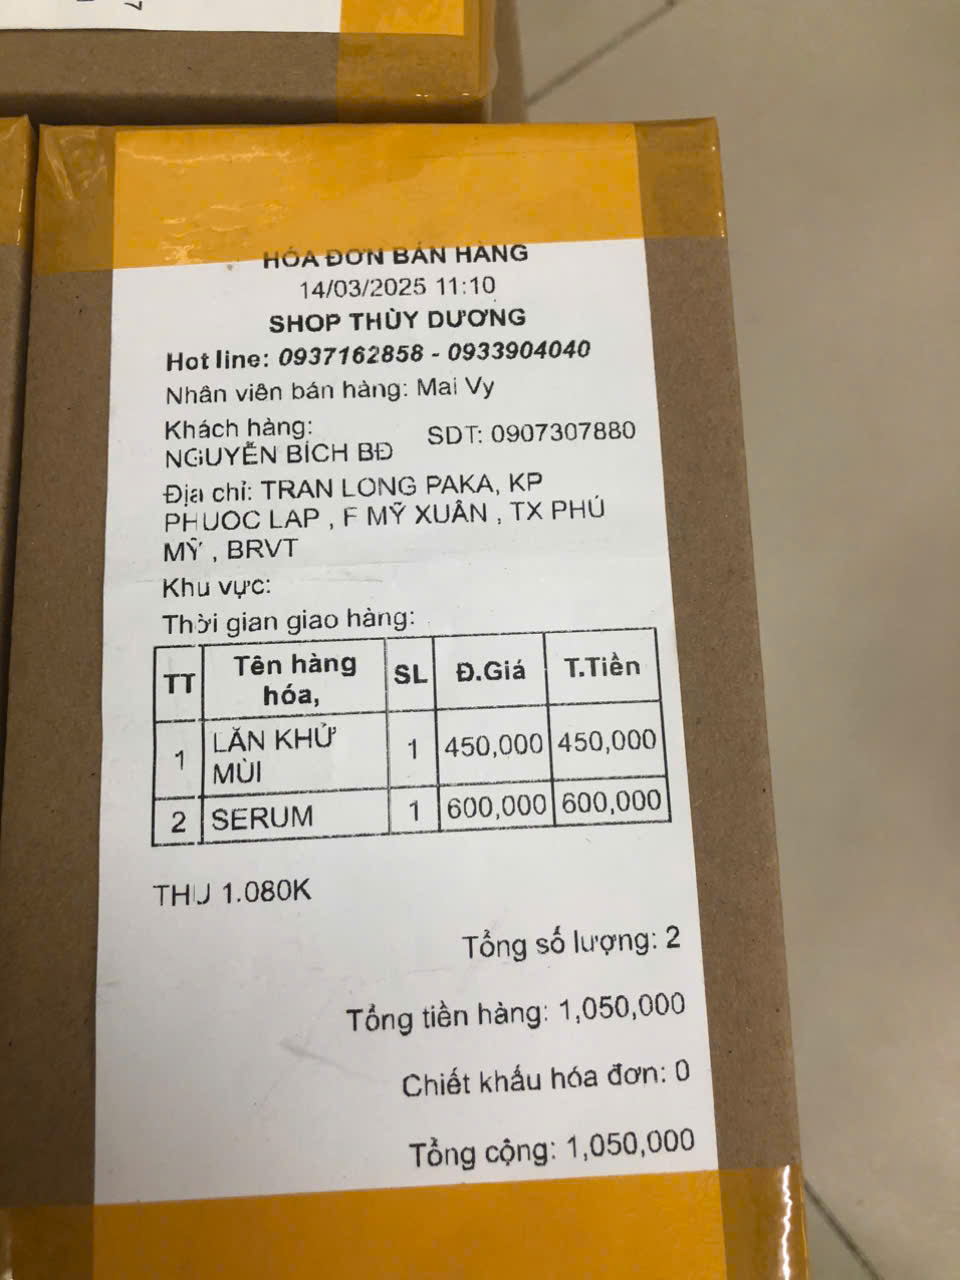 7
HÓA ĐƠN BÁN HÀNG
14/03/2025 11:10
SHOP THÙY DƯƠNG
Hot line: 0937162858 - 0933904040
Nhân viên bán hàng: Mai Vy
Khách hàng: SDT: 0907307880
NGUYỄN BÍCH BĐ
Địa chỉ: TRAN LONG PAKA, KP
PHUOC LAP , F MỸ XUÂN , TX PHÚ
MỸ , BRVT
Khu vực:
Thời gian giao hàng:
TT Tên hàng hóa, SL Đ.Giá T.Tiền
1 LĂN KHỬ MÙI 1 450,000 450,000
2 SERUM 1 600,000 600,000
THU 1.080K
Tổng số lượng: 2
Tổng tiền hàng: 1,050,000
Chiết khấu hóa đơn: 0
Tổng cộng: 1,050,000